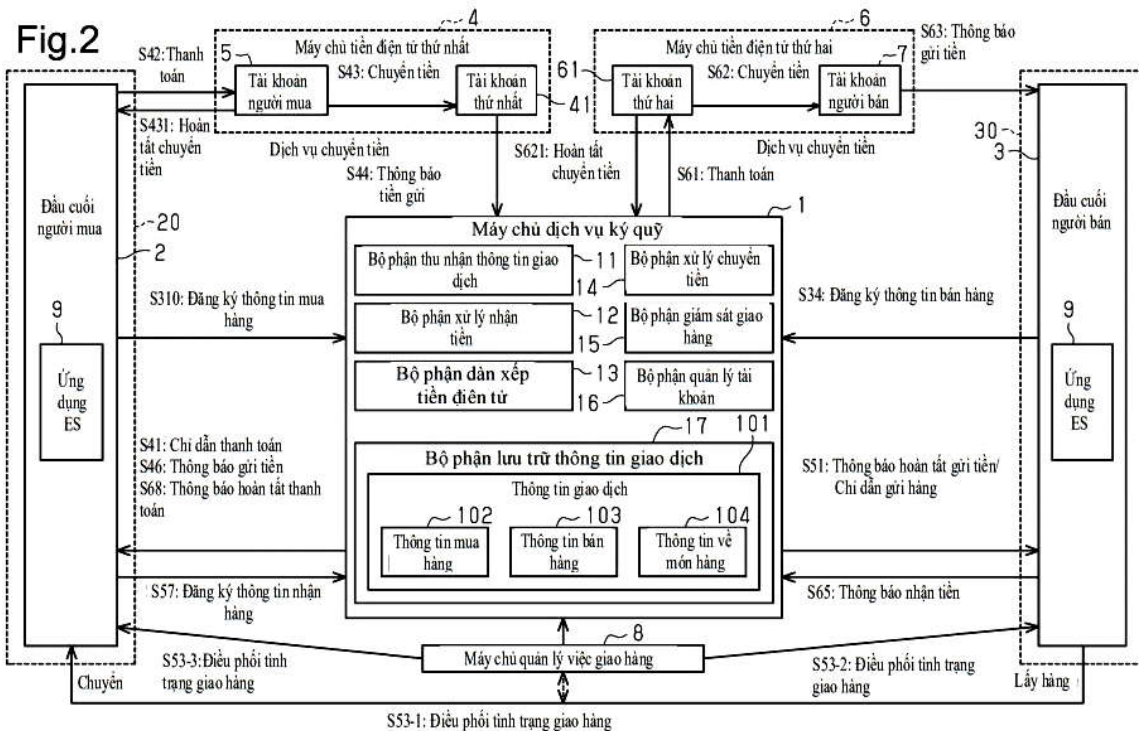 Fig.2
4
Máy chủ tiền điện tử thứ nhất
S42: Thanh
toán
5
S43: Chuyển tiền
Tài khoản
người mua
Tài khoản
thứ nhất
41
S431: Hoàn
tất chuyển
tiền
Dịch vụ chuyển tiền
S44: Thông báo
tiền gửi
6
Máy chủ tiền điện tử thứ hai
S63: Thông báo
gửi tiền
61
S62: Chuyển tiền
7
Tài khoản
thứ hai
Tài khoản
người bán
Dịch vụ chuyển tiền
S621: Hoàn tất
chuyển tiền
S61: Thanh toán
30
3
Đầu cuối
người mua
20
2
Đầu cuối
người bán
1
Máy chủ dịch vụ ký quỹ
Bộ phận thu nhận thông tin giao
dịch
11
Bộ phận xử lý chuyển
tiền
14
S310: Đăng ký thông tin mua
hàng
S34: Đăng ký thông tin bán hàng
Bộ phận xử lý nhận
tiền
12
Bộ phận giám sát giao
hàng
15
9
Ứng
dụng
ES
9
Ứng
dụng
ES
Bộ phận dàn xếp
tiền điên tử
13
Bộ phận quản lý tài
khoản
16
17
101
Bộ phận lưu trữ thông tin giao dịch
S41: Chỉ dẫn thanh toán
S46: Thông báo gửi tiền
S68: Thông báo hoàn tất thanh
toán
S51: Thông báo hoàn tất gửi tiền/
Chỉ dẫn gửi hàng
Thông tin giao dịch
102
103
104
Thông tin mua
hàng
Thông tin bán
hàng
Thông tin về
món hàng
S57: Đăng ký thông tin nhận
hàng
S65: Thông báo nhận tiền
8
Máy chủ quản lý việc giao hàng
S53-3:Điều phối tình
trạng giao hàng
S53-2: Điều phối tình trạng
giao hàng
Chuyển
Lấy hàng
S53-1: Điều phối tình trạng giao hàng